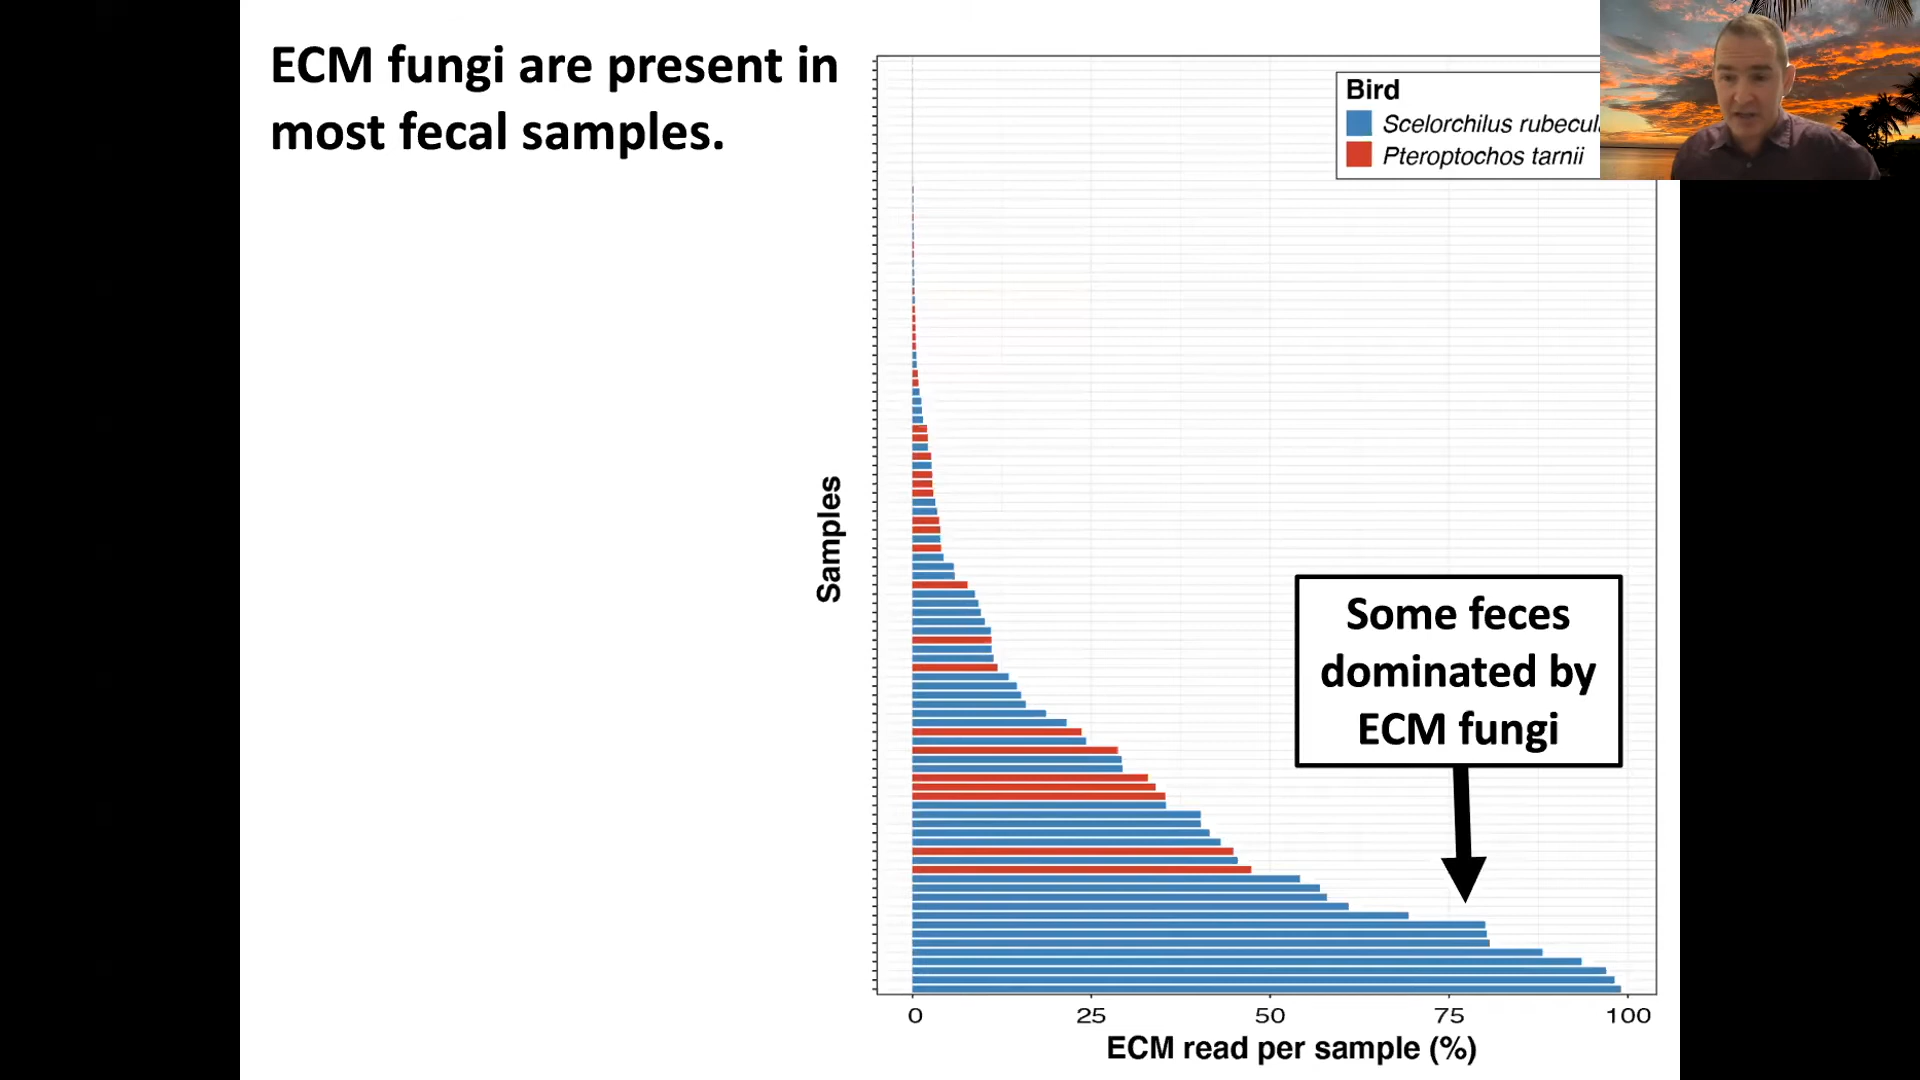 ECM fungi are present in
most fecal samples.
Bird
Scelorchilus
Pteroptochos tarnii
Samples
Some feces
dominated by
ECM fungi
0 25 50 75 100
ECM read per sample (%)